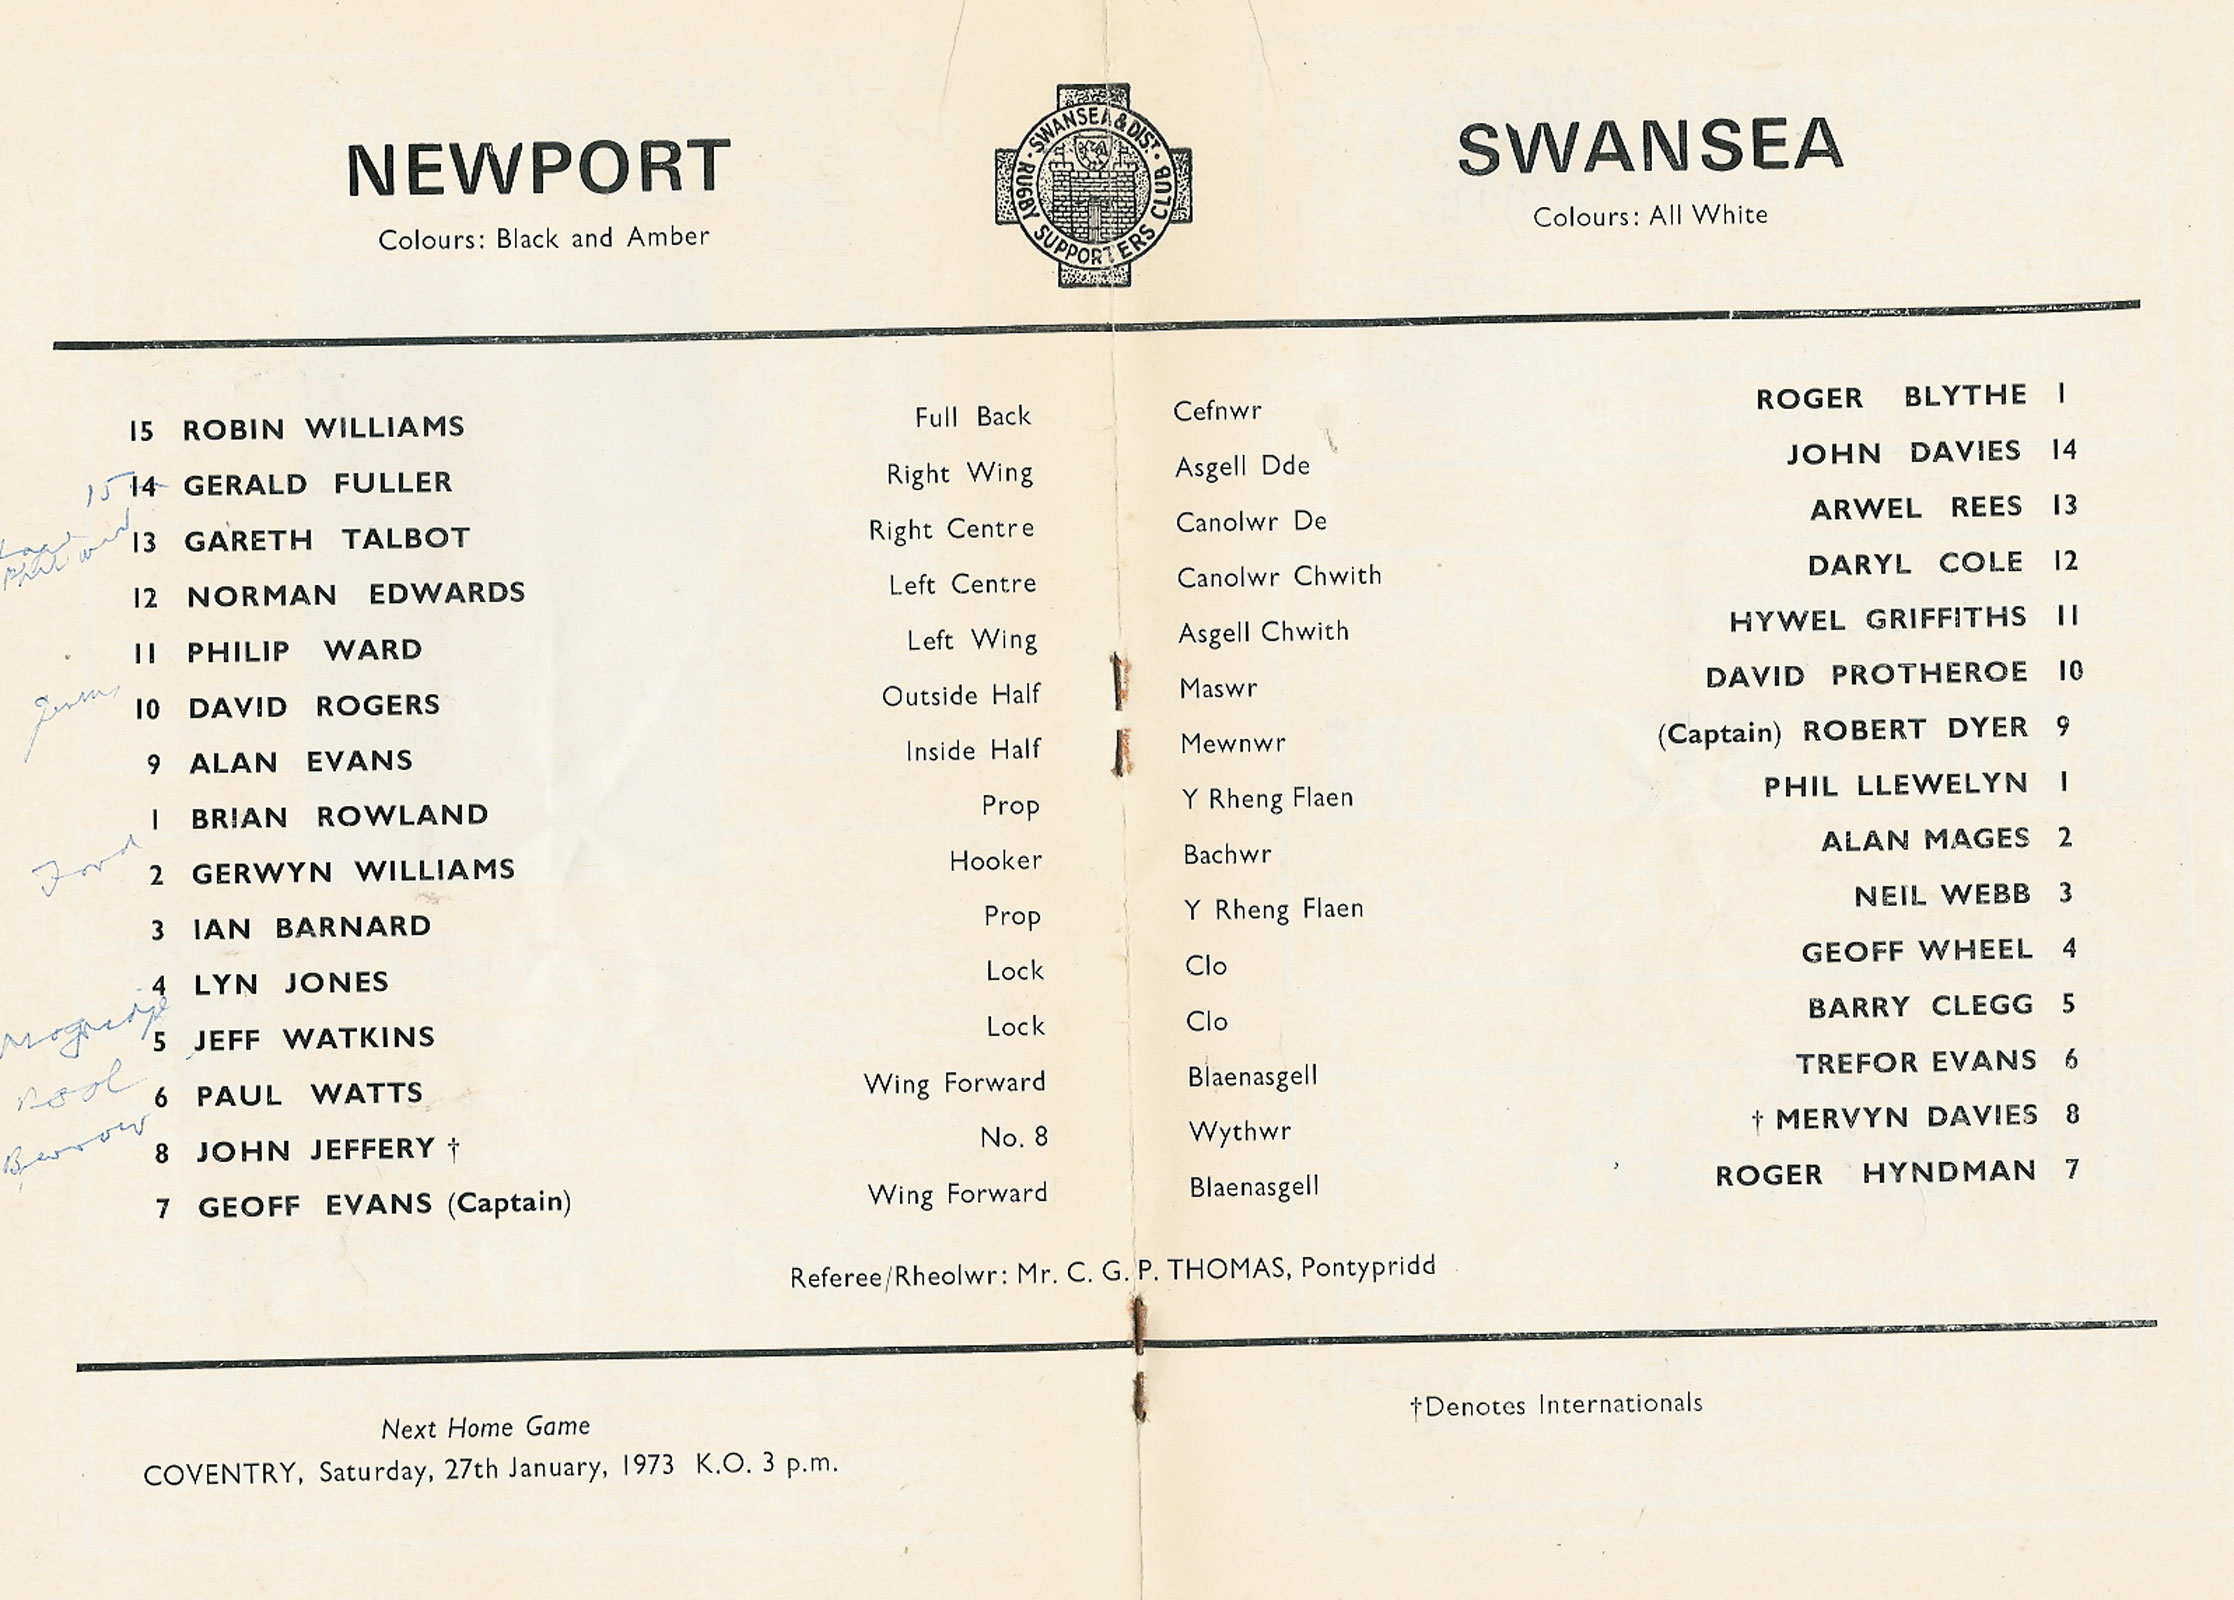 NEWPORT
Colours: Black and Amber
SWANSEA & DIST. RUGBY SUPPORTERS CLUB
SWANSEA
Colours: All White
15 ROBIN WILLIAMS Full Back Cefnwr ROGER BLYTHE 1
15 14 GERALD FULLER Right Wing Asgell Dde JOHN DAVIES 14
13 GARETH TALBOT Right Centre Canolwr De ARWEL REES 13
12 NORMAN EDWARDS Left Centre Canolwr Chwith DARYL COLE 12
11 PHILIP WARD Left Wing Asgell Chwith HYWEL GRIFFITHS 11
10 DAVID ROGERS Outside Half Maswr DAVID PROTHEROE 10
9 ALAN EVANS Inside Half Mewnwr (Captain) ROBERT DYER 9
1 BRIAN ROWLAND Prop Y Rheng Flaen PHIL LLEWELYN 1
Ford 2 GERWYN WILLIAMS Hooker Bachwr ALAN MAGES 2
3 IAN BARNARD Prop Y Rheng Flaen NEIL WEBB 3
4 LYN JONES Lock Clo GEOFF WHEEL 4
5 JEFF WATKINS Lock Clo BARRY CLEGG 5
6 PAUL WATTS Wing Forward Blaenasgell TREFOR EVANS 6
8 JOHN JEFFERY † No. 8 Wythwr † MERVYN DAVIES 8
7 GEOFF EVANS (Captain) Wing Forward Blaenasgell ROGER HYNDMAN 7
Referee/Rheolwr: Mr. C. G. P. THOMAS, Pontypridd
Next Home Game
COVENTRY, Saturday, 27th January, 1973 K.O. 3 p.m.
†Denotes Internationals